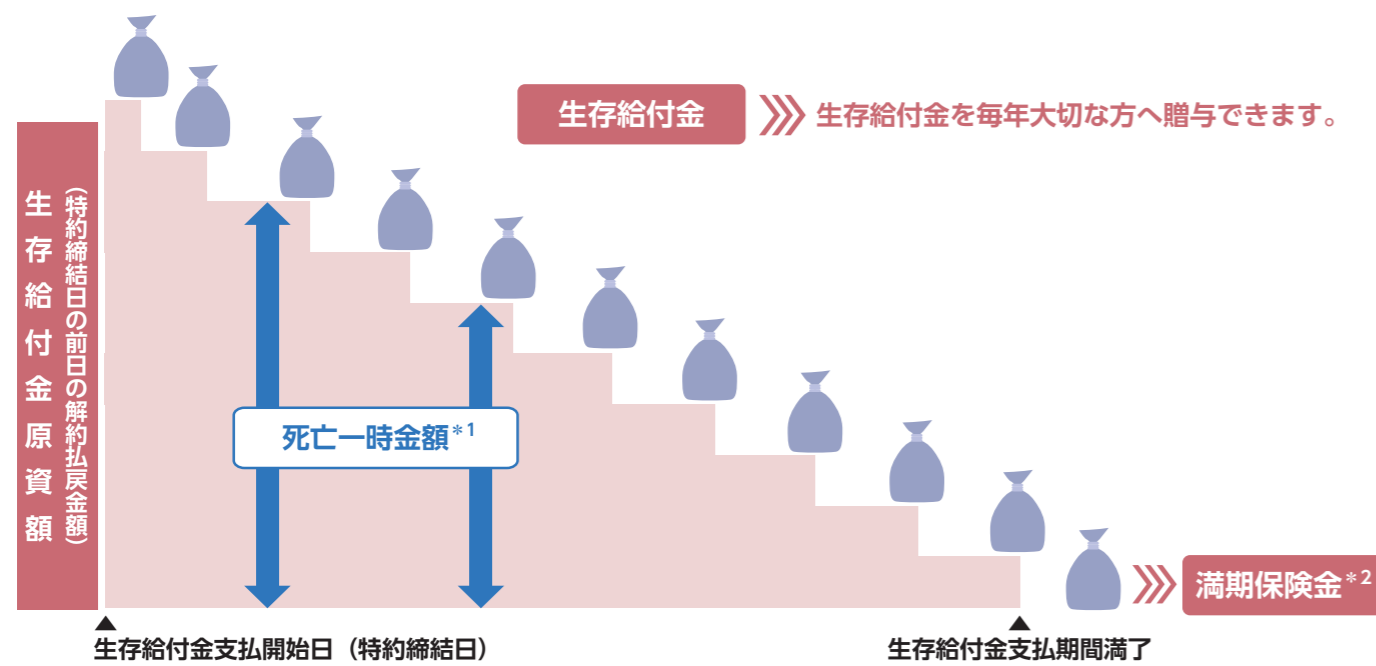 生存給付金
生存給付金を毎年大切な方へ贈与できます。
生存給付金原資額
（特約締結日の前日の解約払戻金額）
死亡一時金額＊1
満期保険金＊2
▲
生存給付金支払開始日（特約締結日）
▲
生存給付金支払期間満了